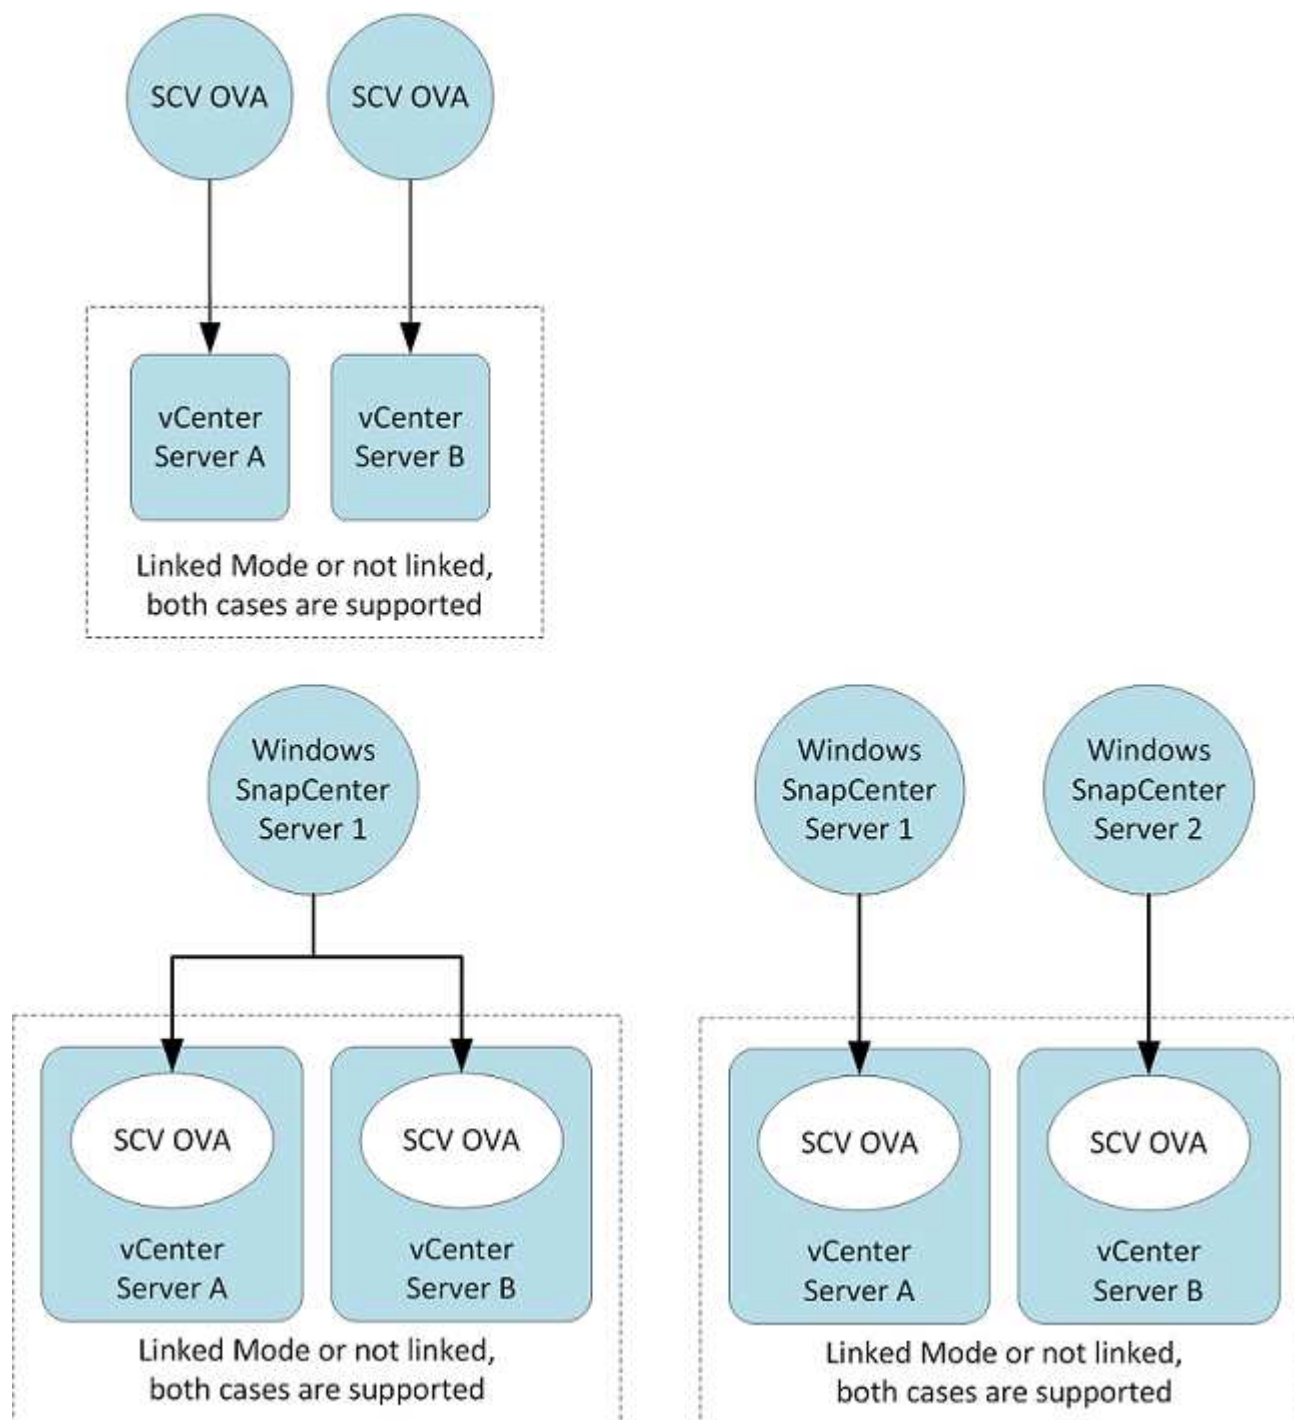 SCV OVA
SCV OVA
vCenter
Server A
vCenter
Server B
Linked Mode or not linked,
both cases are supported
Windows
SnapCenter
Server 1
SCV OVA
SCV OVA
vCenter
Server A
vCenter
Server B
Linked Mode or not linked,
both cases are supported
Windows
SnapCenter
Server 1
Windows
SnapCenter
Server 2
SCV OVA
SCV OVA
vCenter
Server A
vCenter
Server B
Linked Mode or not linked,
both cases are supported